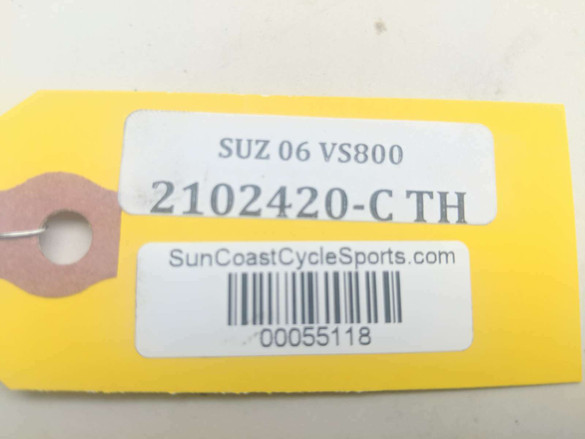 SUZ 06 VS800
2102420-C TH
SunCoastCycleSports.com
00055118